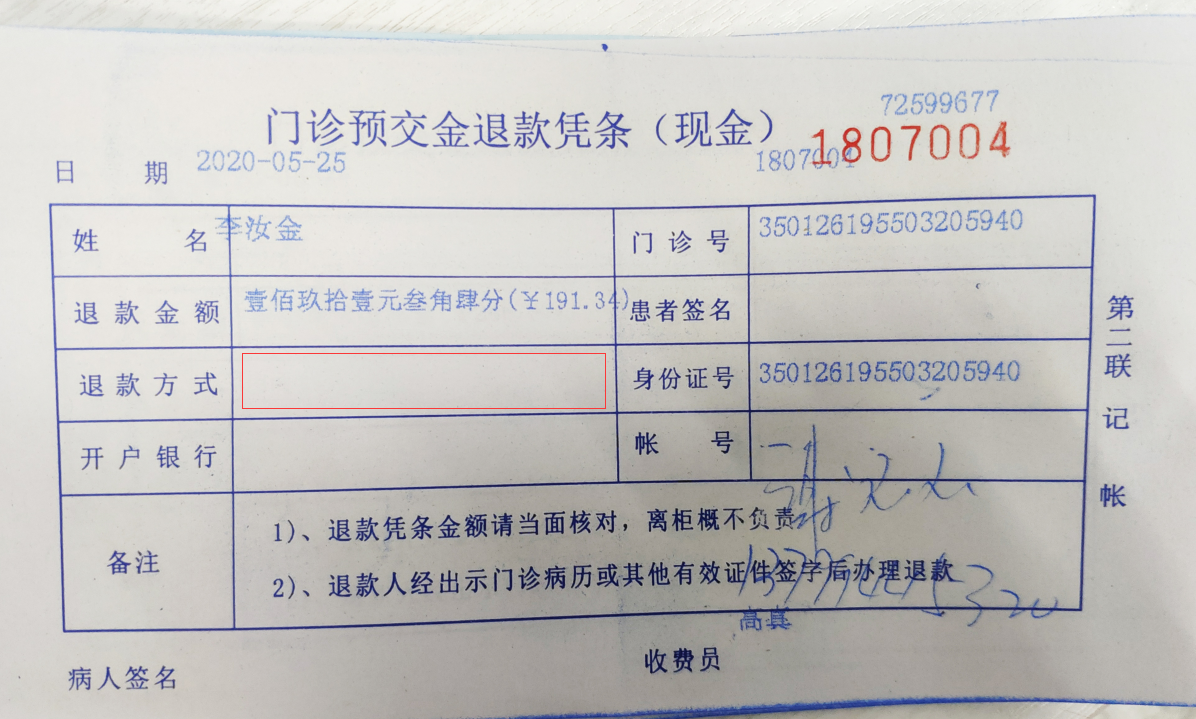 72599677
门诊预交金退款凭条（现金）
1807004
1807004
日 期 2020-05-25
姓 名 李汝金 门诊号 350126195503205940
退款金额 壹佰玖拾壹元叁角肆分(￥191.34) 患者签名
退款方式 身份证号 350126195503205940
开户银行 帐 号
备注
1)、退款凭条金额请当面核对，离柜概不负责
2)、退款人经出示门诊病历或其他有效证件签字后办理退款
高真
病人签名 收费员
第二联 记帐